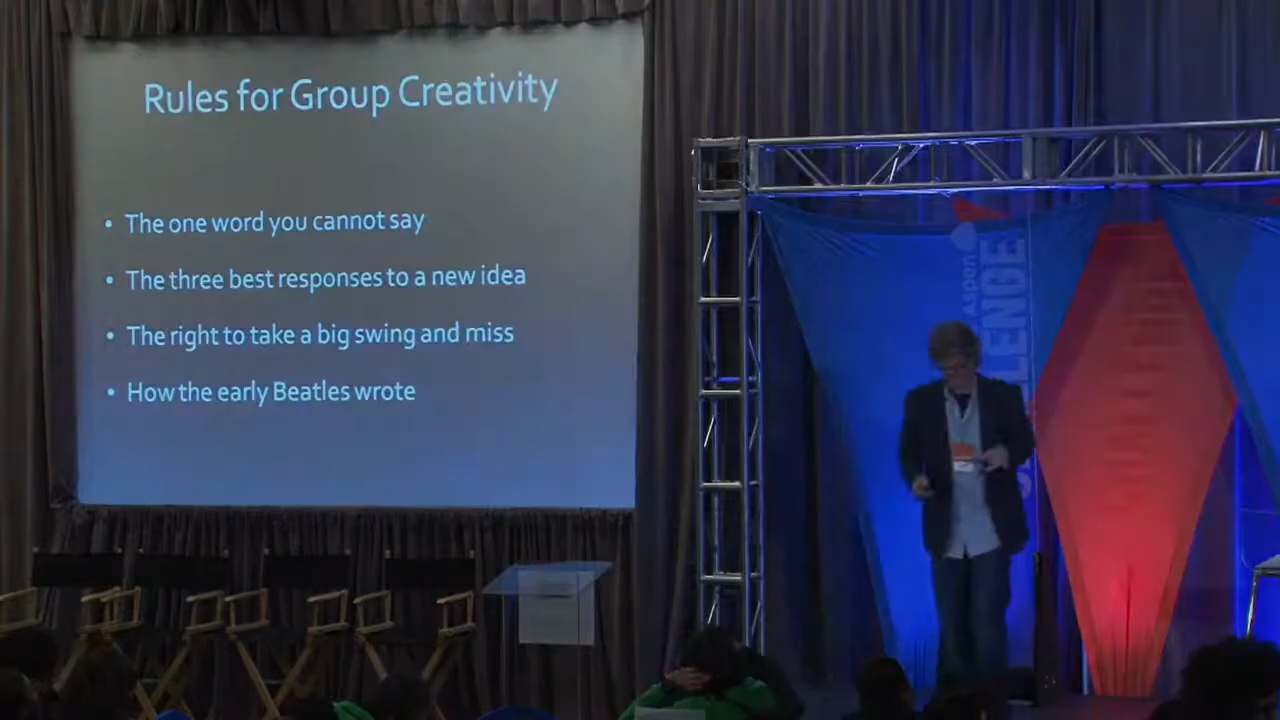 Rules for Group Creativity
• The one word you cannot say
• The three best responses to a new idea
• The right to take a big swing and miss
• How the early Beatles wrote
Aspen